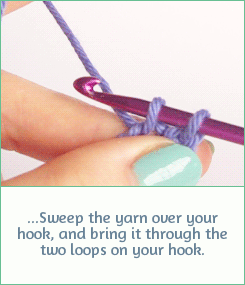 ...Sweep the yarn over your
hook, and bring it through the
two loops on your hook.